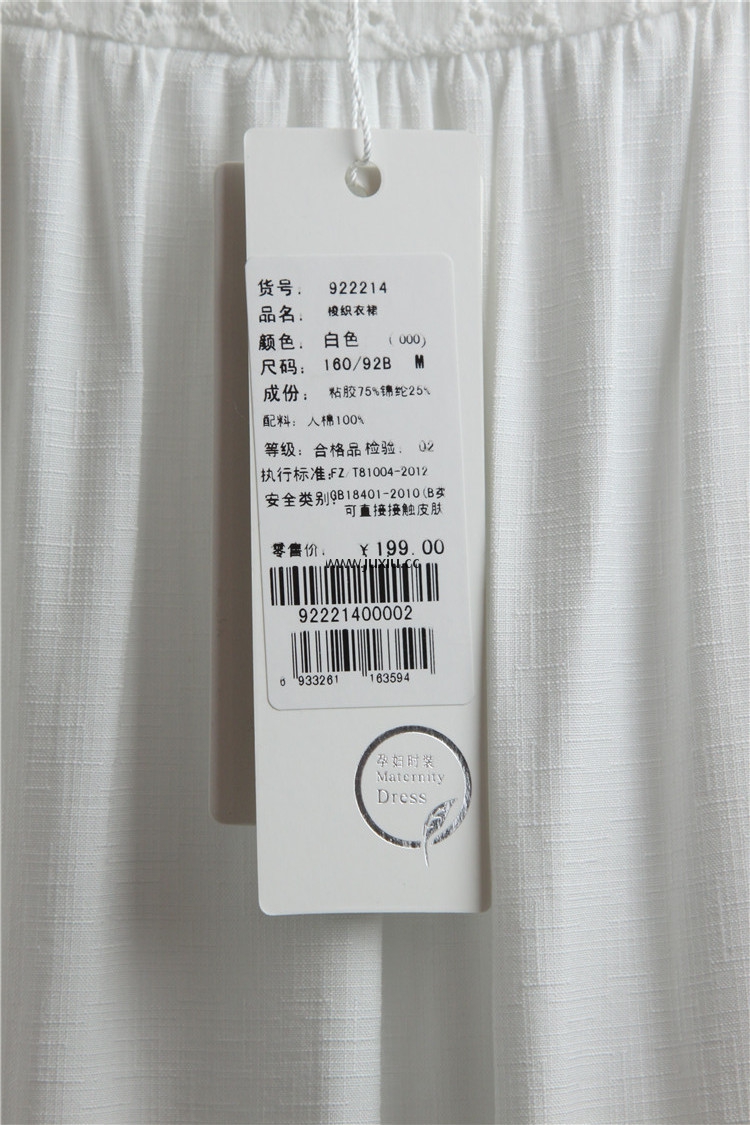 货号: 922214
品名: 梭织衣裙
颜色: 白色 (000)
尺码: 160/92B M
成份: 粘胶75%锦纶25%
配料: 人棉100%
等级: 合格品 检验: 02
执行标准:FZ/T81004-2012
安全类别:GB18401-2010(B类
可直接接触皮肤
零售价: ¥199.00
www.juxiu.cc
92221400002
6 933261 163594
孕妇时装
Maternity
Dress